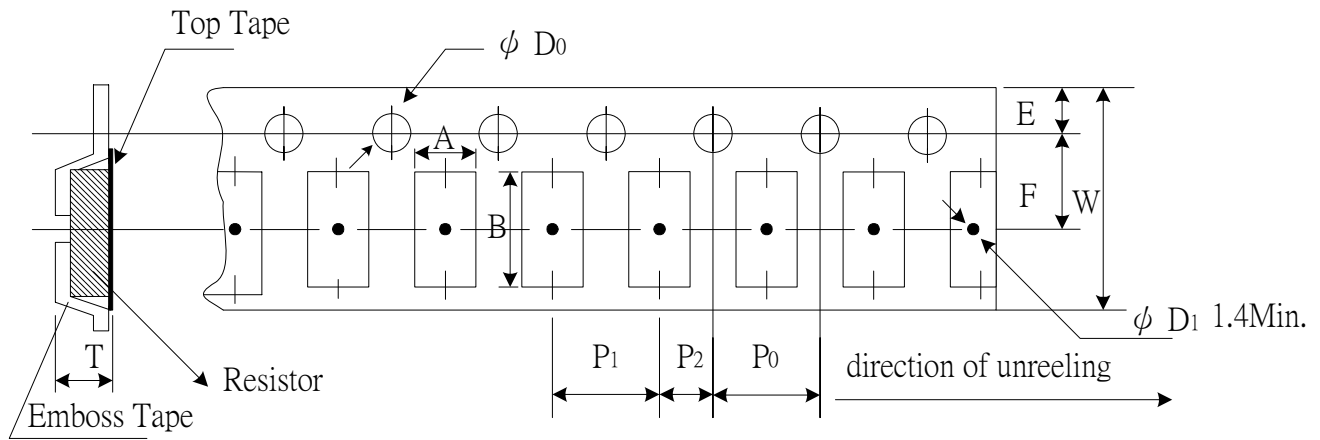 Top Tape
ψ D0
E
A
F
W
B
ψ D1 1.4Min.
T
P1
P2
P0
direction of unreeling
Resistor
Emboss Tape